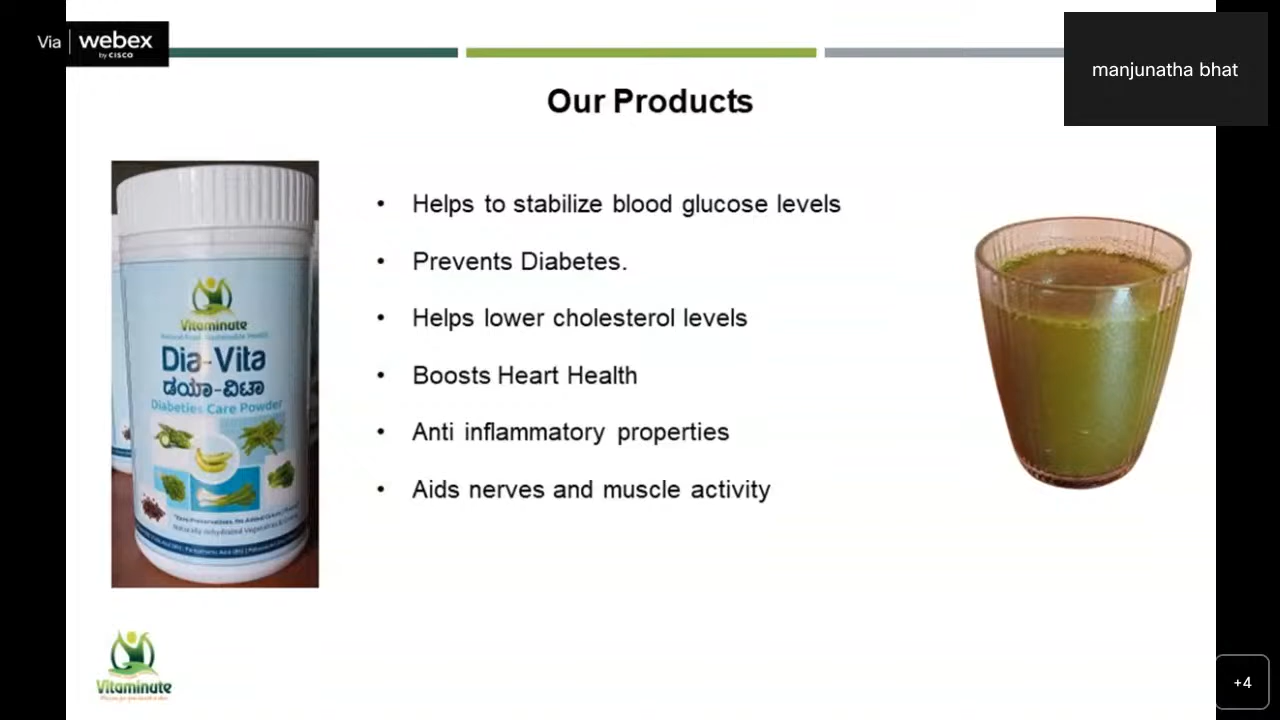 Via webex
by CISCO
manjunatha bhat
Our Products
Vitaminute
Dia-Vita
ಡಯಾ-ವಿಟಾ
Diabeties Care Powder
• Helps to stabilize blood glucose levels
• Prevents Diabetes.
• Helps lower cholesterol levels
• Boosts Heart Health
• Anti inflammatory properties
• Aids nerves and muscle activity
Vitaminute
+4